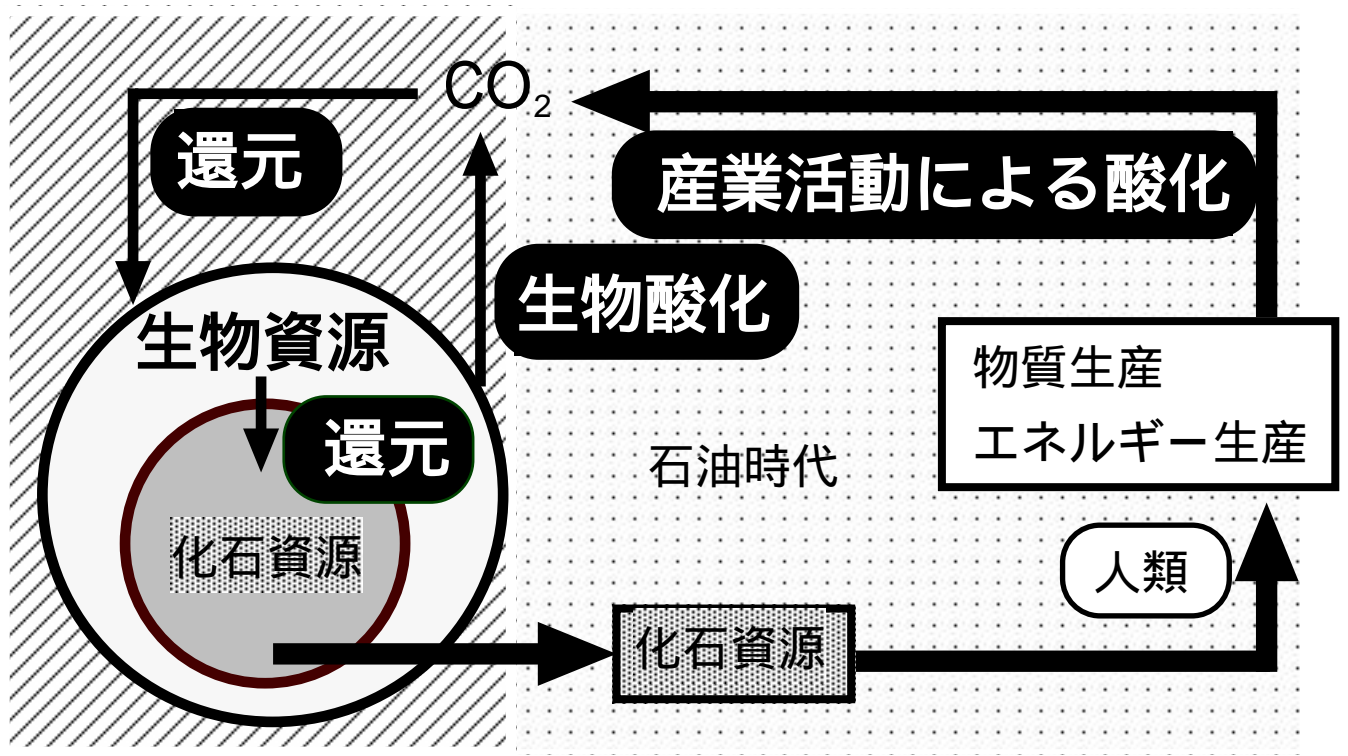 CO₂
還元
産業活動による酸化
生物酸化
生物資源
物質生産
エネルギー生産
還元
石油時代
化石資源
人類
化石資源